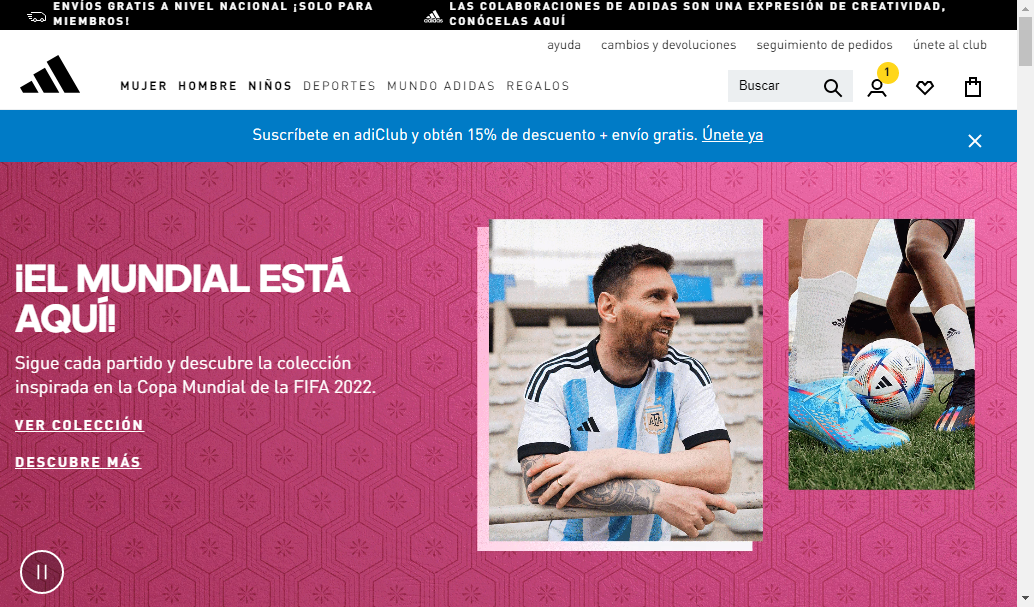 ENVÍOS GRATIS A NIVEL NACIONAL ¡SOLO PARA
MIEMBROS!
LAS COLABORACIONES DE ADIDAS SON UNA EXPRESIÓN DE CREATIVIDAD,
CONÓCELAS AQUÍ
ayuda cambios y devoluciones seguimiento de pedidos únete al club
MUJER HOMBRE NIÑOS DEPORTES MUNDO ADIDAS REGALOS
Buscar
1
Suscríbete en adiClub y obtén 15% de descuento + envío gratis. Únete ya
¡EL MUNDIAL ESTÁ
AQUÍ!
Sigue cada partido y descubre la colección
inspirada en la Copa Mundial de la FIFA 2022.
VER COLECCIÓN
DESCUBRE MÁS
AFA